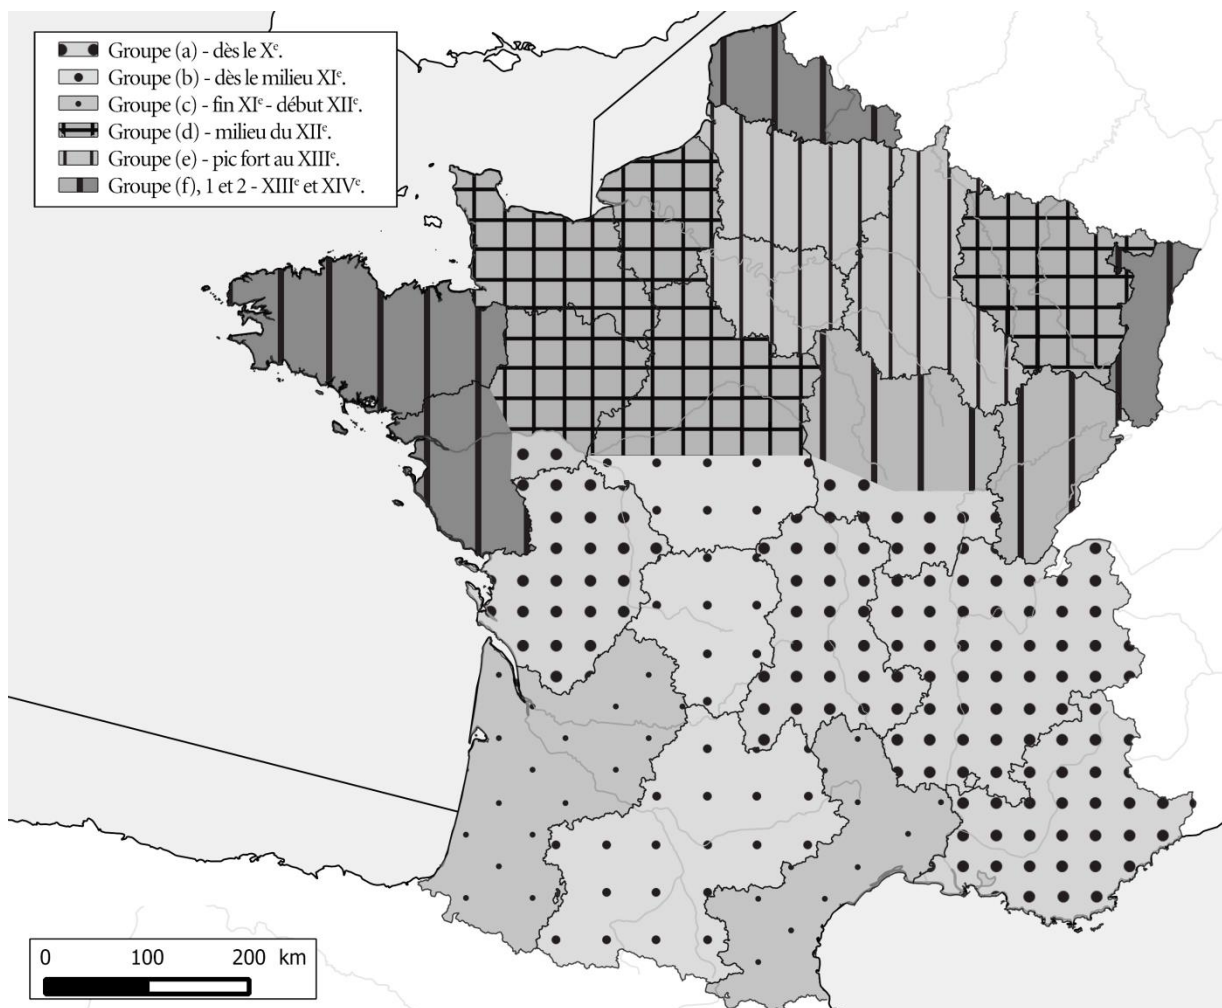 Groupe (a) - dès le Xᵉ.
Groupe (b) - dès le milieu XIᵉ.
Groupe (c) - fin XIᵉ - début XIIᵉ.
Groupe (d) - milieu du XIIᵉ.
Groupe (e) - pic fort au XIIIᵉ.
Groupe (f), 1 et 2 - XIIIᵉ et XIVᵉ.
0 100 200 km